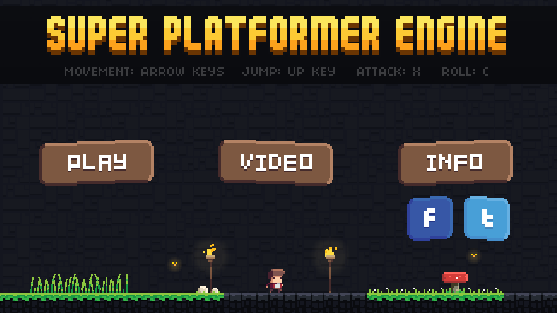 SUPER PLATFORMER ENGINE
MOVEMENT: ARROW KEYS JUMP: UP KEY ATTACK: X ROLL: C
PLAY VIDEO INFO
f t